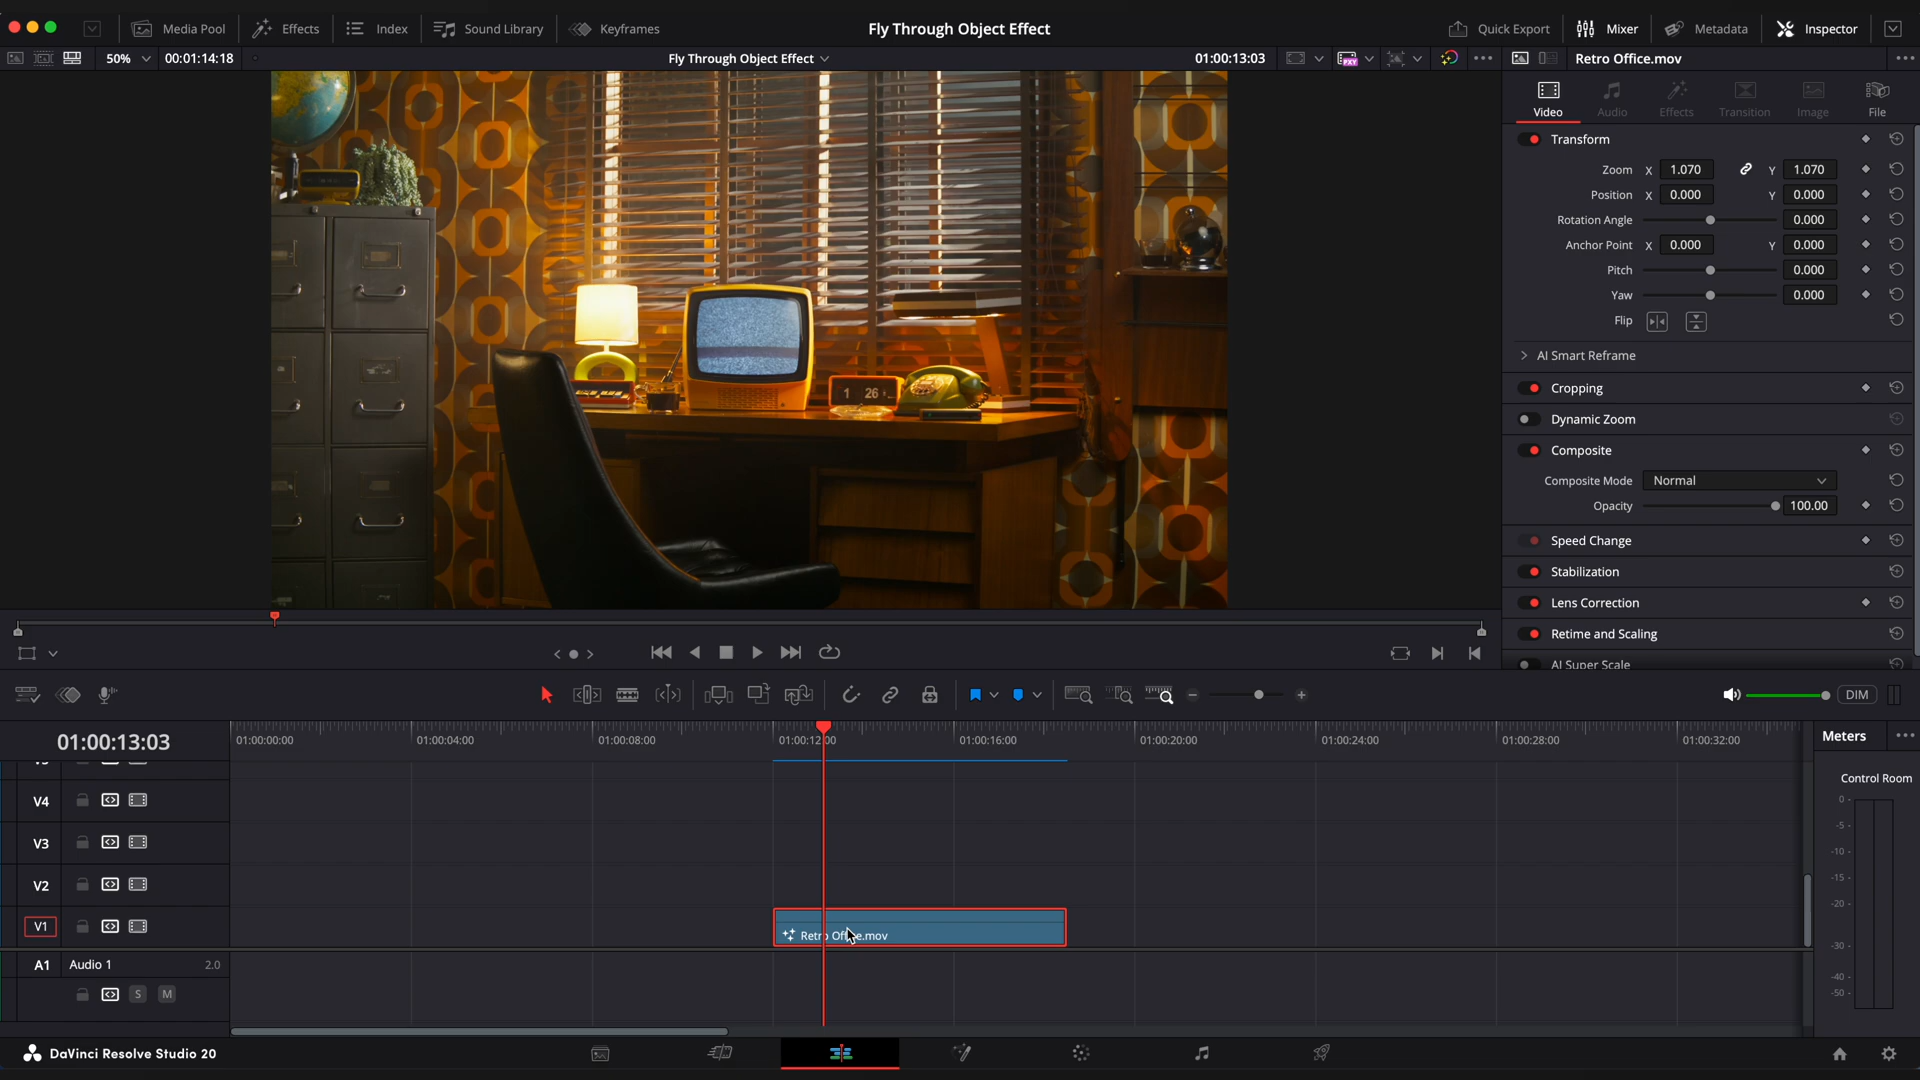 Media Pool Effects Index Sound Library Keyframes Fly Through Object Effect Quick Export Mixer Metadata Inspector
50% 00:01:14:18 Fly Through Object Effect 01:00:13:03 PXY Retro Office.mov
Video Audio Effects Transition Image File
Transform
Zoom X 1.070 Y 1.070
Position X 0.000 Y 0.000
Rotation Angle 0.000
Anchor Point X 0.000 Y 0.000
Pitch 0.000
Yaw 0.000
Flip
AI Smart Reframe
Cropping
Dynamic Zoom
Composite
Composite Mode Normal
Opacity 100.00
Speed Change
Stabilization
Lens Correction
Retime and Scaling
AI Super Scale
1 26
DIM
01:00:13:03
01:00:00:00 01:00:04:00 01:00:08:00 01:00:12:00 01:00:16:00 01:00:20:00 01:00:24:00 01:00:28:00 01:00:32:00
Meters
Control Room
0
-5
-10
-15
-20
-30
-40
-50
V4
V3
V2
V1
Retro Office.mov
A1 Audio 1 2.0
S M
DaVinci Resolve Studio 20